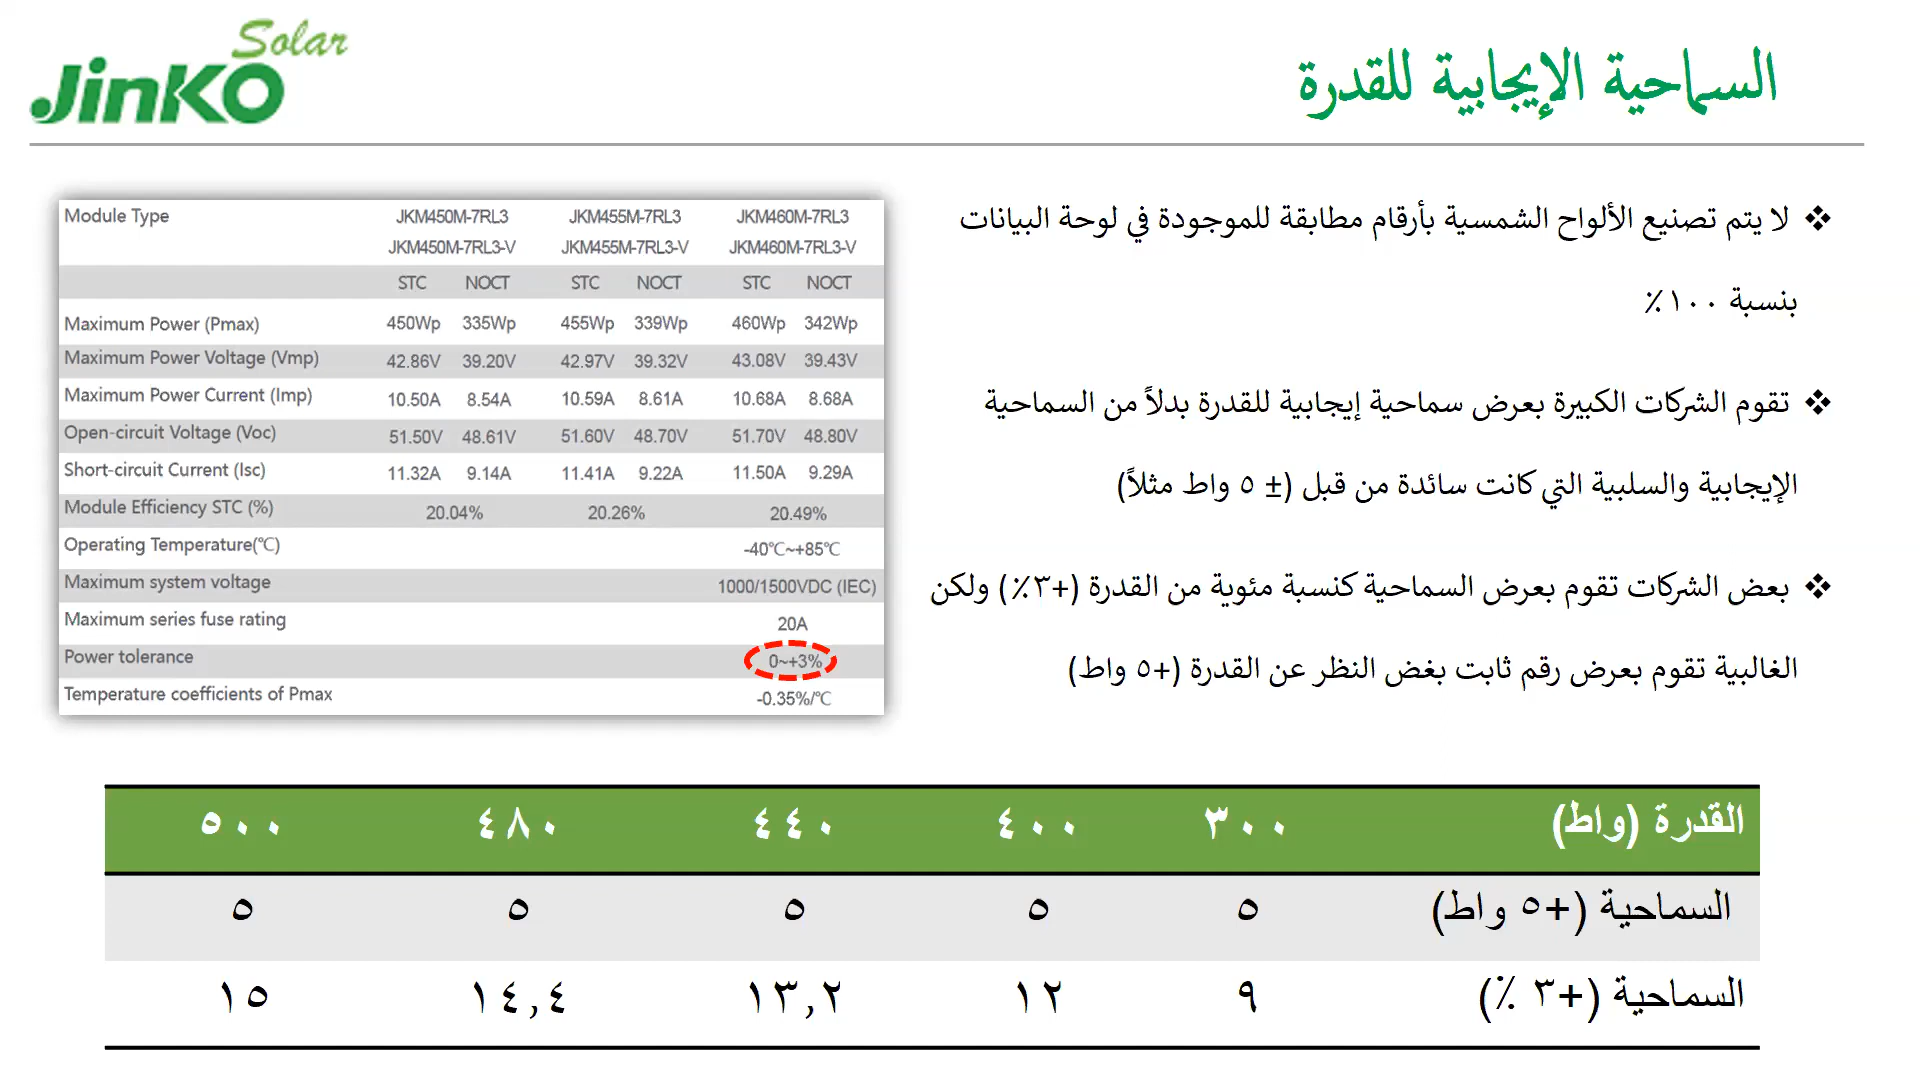 Solar
JinKO
السماحية الإيجابية للقدرة
❖ لا يتم تصنيع الألواح الشمسية بأرقام مطابقة للموجودة في لوحة البيانات
بنسبة ١٠٠٪
❖ تقوم الشركات الكبيرة بعرض سماحية إيجابية للقدرة بدلاً من السماحية
الإيجابية والسلبية التي كانت سائدة من قبل (± ٥ واط مثلاً)
❖ بعض الشركات تقوم بعرض السماحية كنسبة مئوية من القدرة (+٣٪) ولكن
الغالبية تقوم بعرض رقم ثابت بغض النظر عن القدرة (+٥ واط)
Module Type JKM450M-7RL3 JKM455M-7RL3 JKM460M-7RL3
JKM450M-7RL3-V JKM455M-7RL3-V JKM460M-7RL3-V
STC NOCT STC NOCT STC NOCT
Maximum Power (Pmax) 450Wp 335Wp 455Wp 339Wp 460Wp 342Wp
Maximum Power Voltage (Vmp) 42.86V 39.20V 42.97V 39.32V 43.08V 39.43V
Maximum Power Current (Imp) 10.50A 8.54A 10.59A 8.61A 10.68A 8.68A
Open-circuit Voltage (Voc) 51.50V 48.61V 51.60V 48.70V 51.70V 48.80V
Short-circuit Current (Isc) 11.32A 9.14A 11.41A 9.22A 11.50A 9.29A
Module Efficiency STC (%) 20.04% 20.26% 20.49%
Operating Temperature(℃) -40℃~+85℃
Maximum system voltage 1000/1500VDC (IEC)
Maximum series fuse rating 20A
Power tolerance 0~+3%
Temperature coefficients of Pmax -0.35%/℃
القدرة (واط) ٣٠٠ ٤٠٠ ٤٤٠ ٤٨٠ ٥٠٠
السماحية (+٥ واط) ٥ ٥ ٥ ٥ ٥
السماحية (+٣ ٪) ٩ ١٢ ١٣,٢ ١٤,٤ ١٥